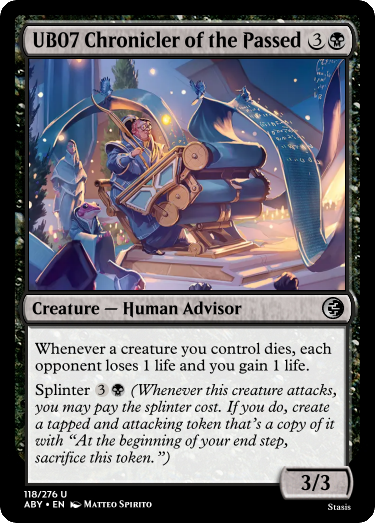 UB07 Chronicler of the Passed 3
Creature — Human Advisor
Whenever a creature you control dies, each
opponent loses 1 life and you gain 1 life.
Splinter 3 (Whenever this creature attacks,
you may pay the splinter cost. If you do, create
a tapped and attacking token that's a copy of it
with “At the beginning of your end step,
sacrifice this token.”)
3/3
118/276 U
ABY • EN Matteo Spirito
Stasis